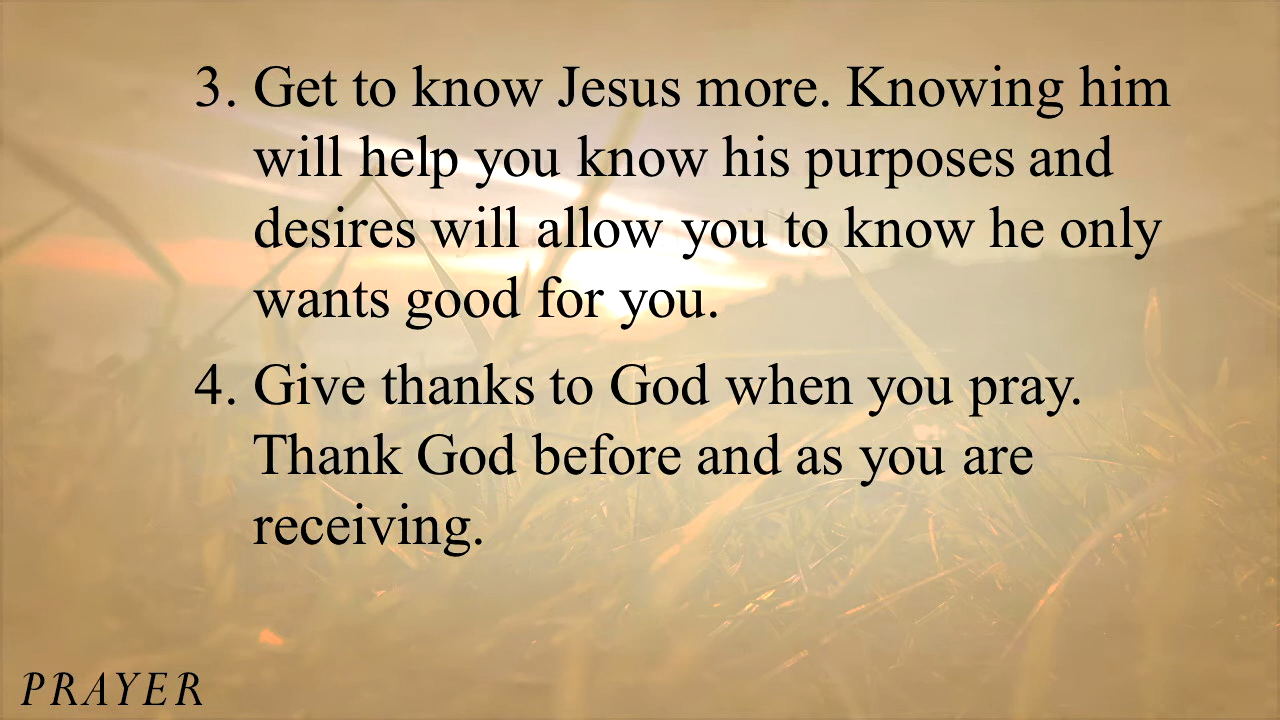 3. Get to know Jesus more. Knowing him
will help you know his purposes and
desires will allow you to know he only
wants good for you.
4. Give thanks to God when you pray.
Thank God before and as you are
receiving.
PRAYER